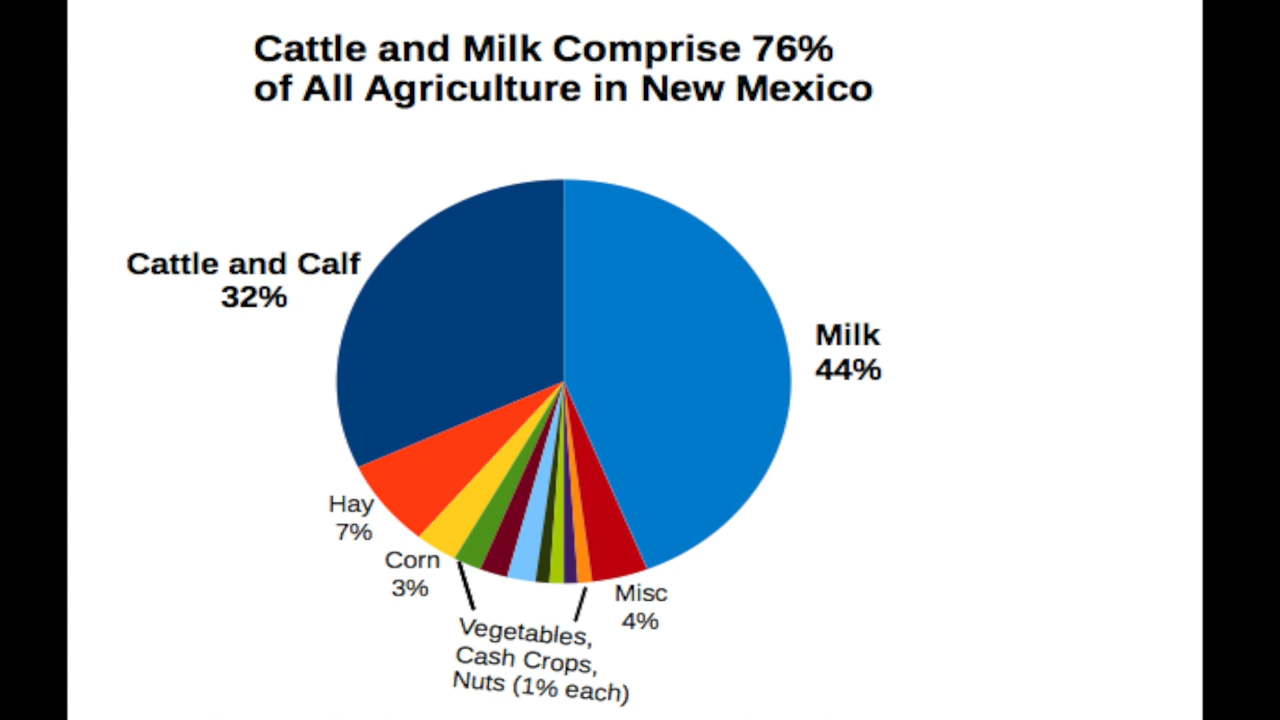 Cattle and Milk Comprise 76%
of All Agriculture in New Mexico
Cattle and Calf
32%
Milk
44%
Hay
7%
Corn
3%
Misc
4%
Vegetables,
Cash Crops,
Nuts (1% each)